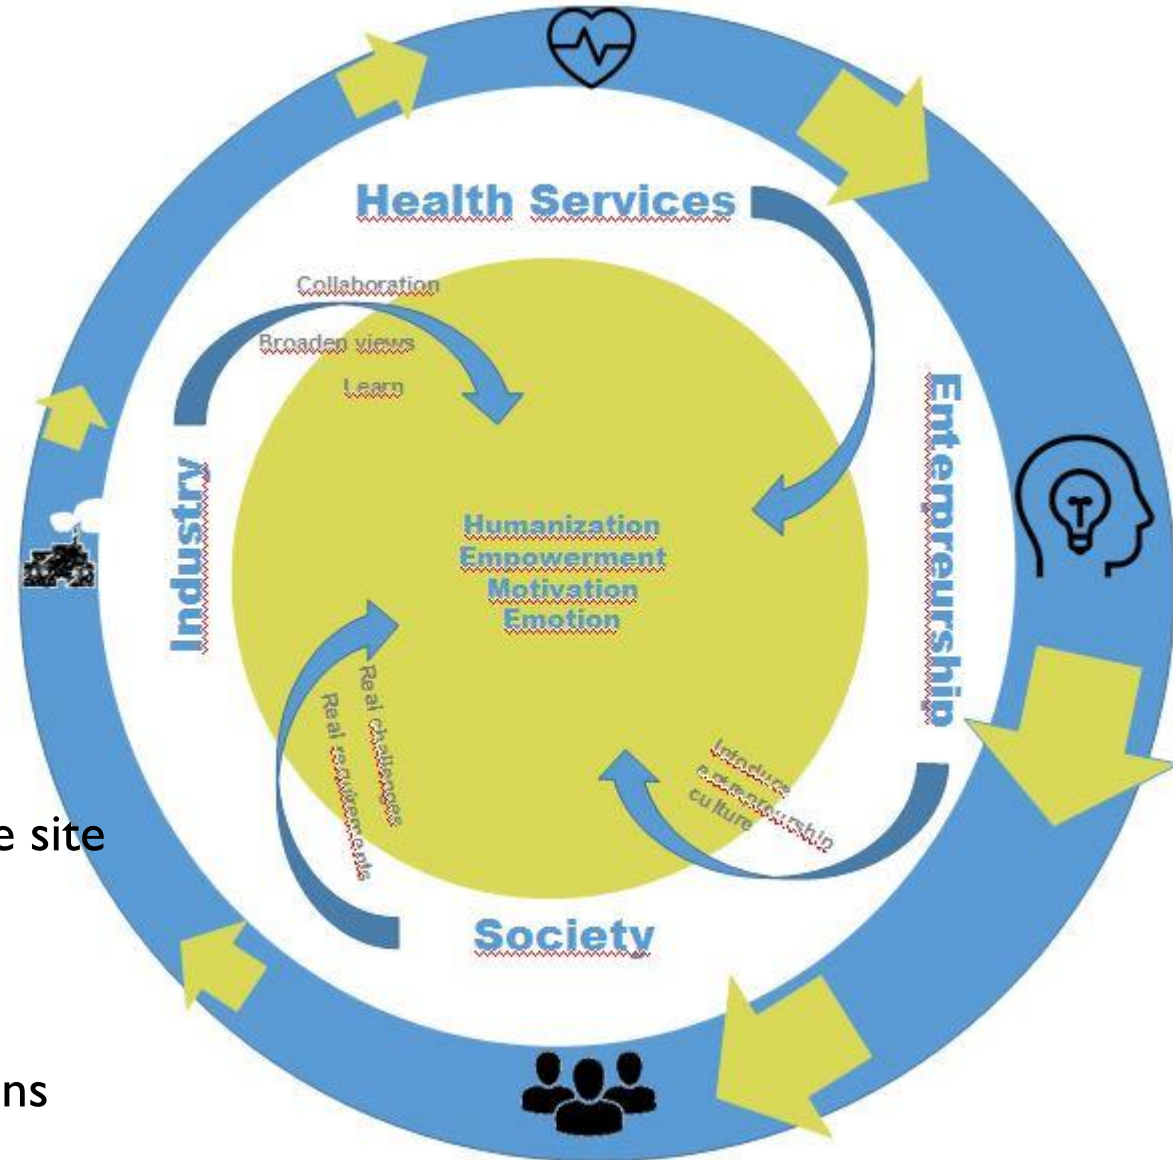 Health Services
Collaboration
Broaden views
Learn
Industry
Entepreurship
Humanization
Empowerment
Motivation
Emotion
Real challenges
Real requirements
Introduce
entrepreurship
culture
e site
Society
ns